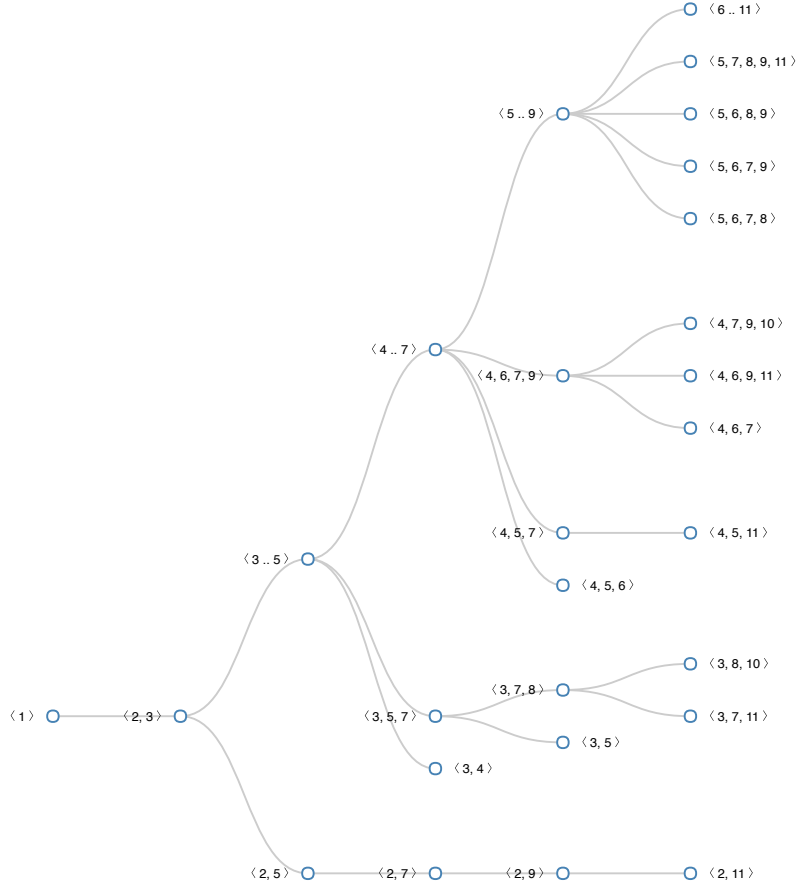 〈 6 .. 11 〉
〈 5, 7, 8, 9, 11 〉
〈 5 .. 9 〉
〈 5, 6, 8, 9 〉
〈 5, 6, 7, 9 〉
〈 5, 6, 7, 8 〉
〈 4, 7, 9, 10 〉
〈 4 .. 7 〉
〈 4, 6, 7, 9 〉
〈 4, 6, 9, 11 〉
〈 4, 6, 7 〉
〈 4, 5, 7 〉
〈 4, 5, 11 〉
〈 3 .. 5 〉
〈 4, 5, 6 〉
〈 3, 8, 10 〉
〈 3, 7, 8 〉
〈 1 〉
〈 2, 3 〉
〈 3, 5, 7 〉
〈 3, 7, 11 〉
〈 3, 5 〉
〈 3, 4 〉
〈 2, 5 〉
〈 2, 7 〉
〈 2, 9 〉
〈 2, 11 〉